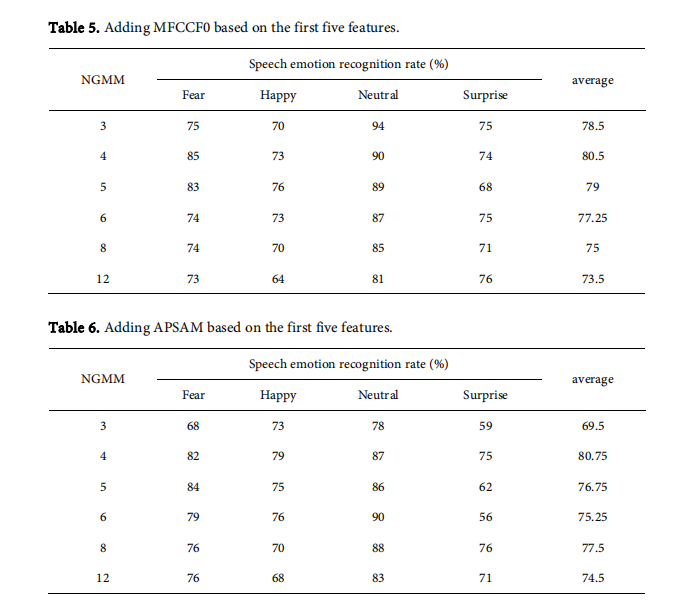 Table 5. Adding MFCCF0 based on the first five features.
NGMM Speech emotion recognition rate (%) average
Fear Happy Neutral Surprise
3 75 70 94 75 78.5
4 85 73 90 74 80.5
5 83 76 89 68 79
6 74 73 87 75 77.25
8 74 70 85 71 75
12 73 64 81 76 73.5
Table 6. Adding APSAM based on the first five features.
NGMM Speech emotion recognition rate (%) average
Fear Happy Neutral Surprise
3 68 73 78 59 69.5
4 82 79 87 75 80.75
5 84 75 86 62 76.75
6 79 76 90 56 75.25
8 76 70 88 76 77.5
12 76 68 83 71 74.5